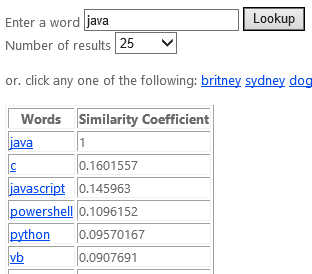 Enter a word java Lookup
Number of results 25
or. click any one of the following: britney sydney dog
Words Similarity Coefficient
java 1
c 0.1601557
javascript 0.145963
powershell 0.1096152
python 0.09570167
vb 0.0907691